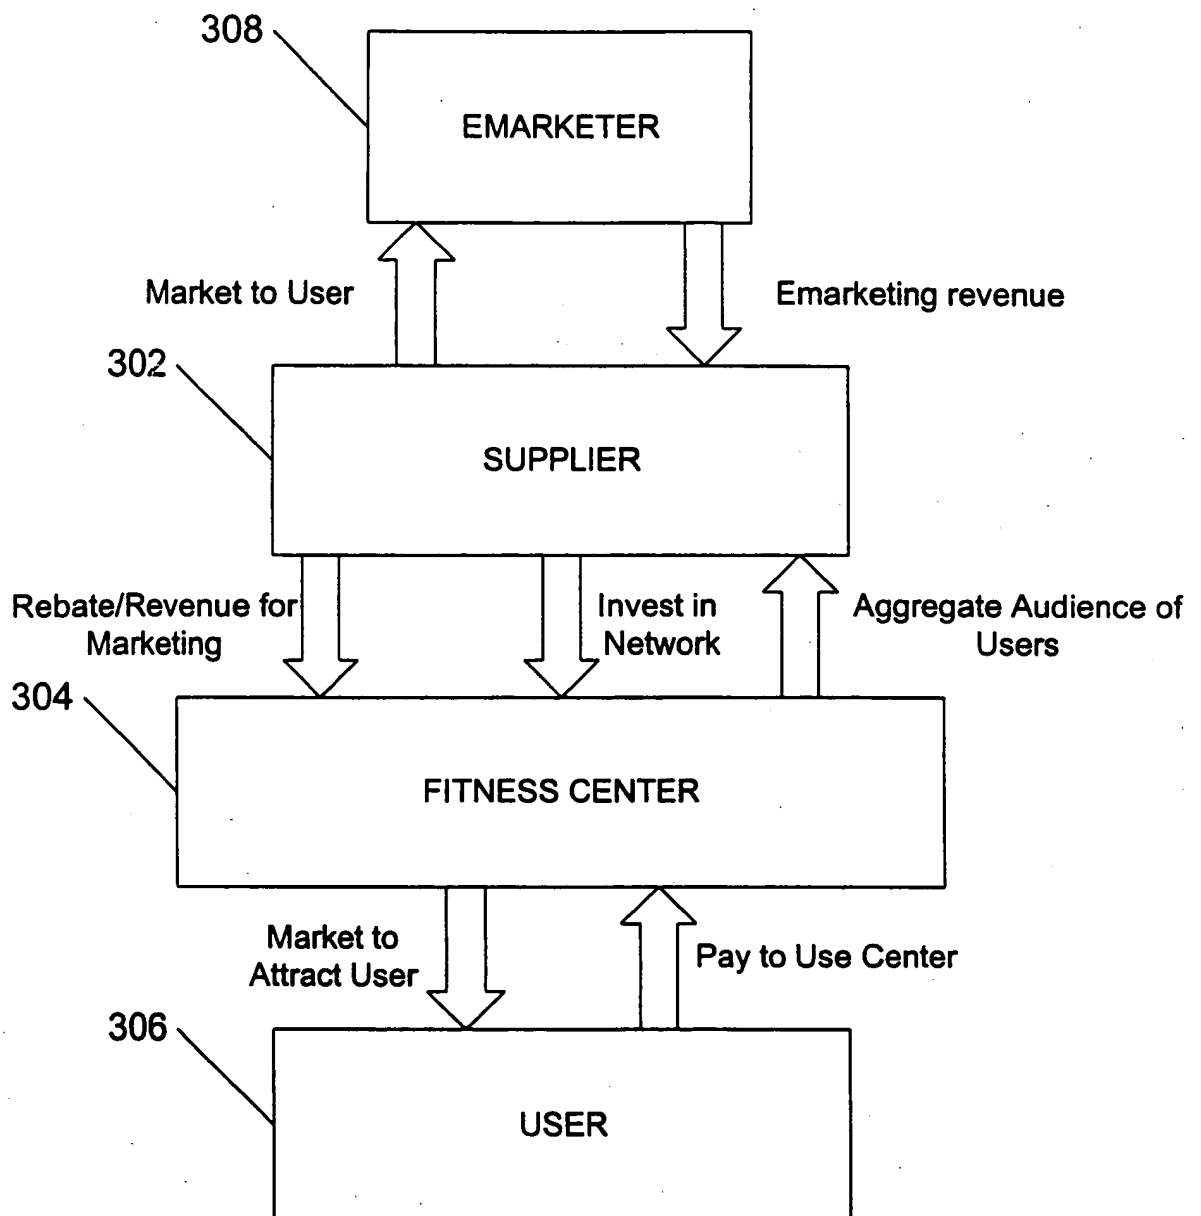 308
EMARKETER
Market to User
Emarketing revenue
302
SUPPLIER
Rebate/Revenue for
Marketing
Invest in
Network
Aggregate Audience of
Users
304
FITNESS CENTER
Market to
Attract User
Pay to Use Center
306
USER